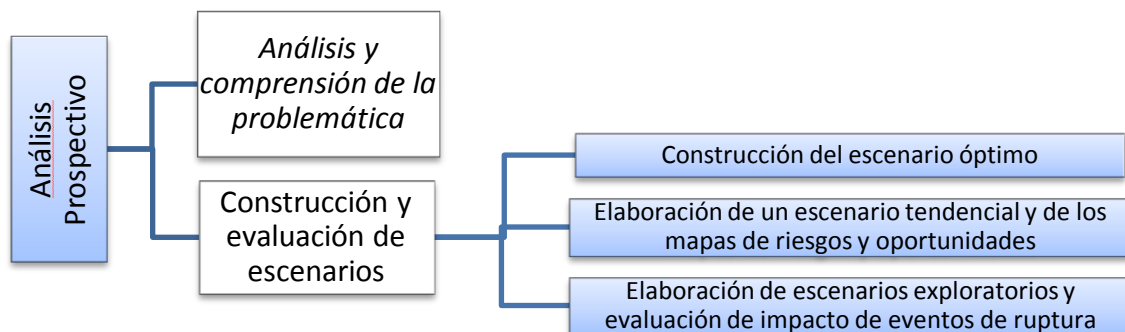 Análisis
Prospectivo
Análisis y
comprensión de la
problemática
Construcción y
evaluación de
escenarios
Construcción del escenario óptimo
Elaboración de un escenario tendencial y de los
mapas de riesgos y oportunidades
Elaboración de escenarios exploratorios y
evaluación de impacto de eventos de ruptura